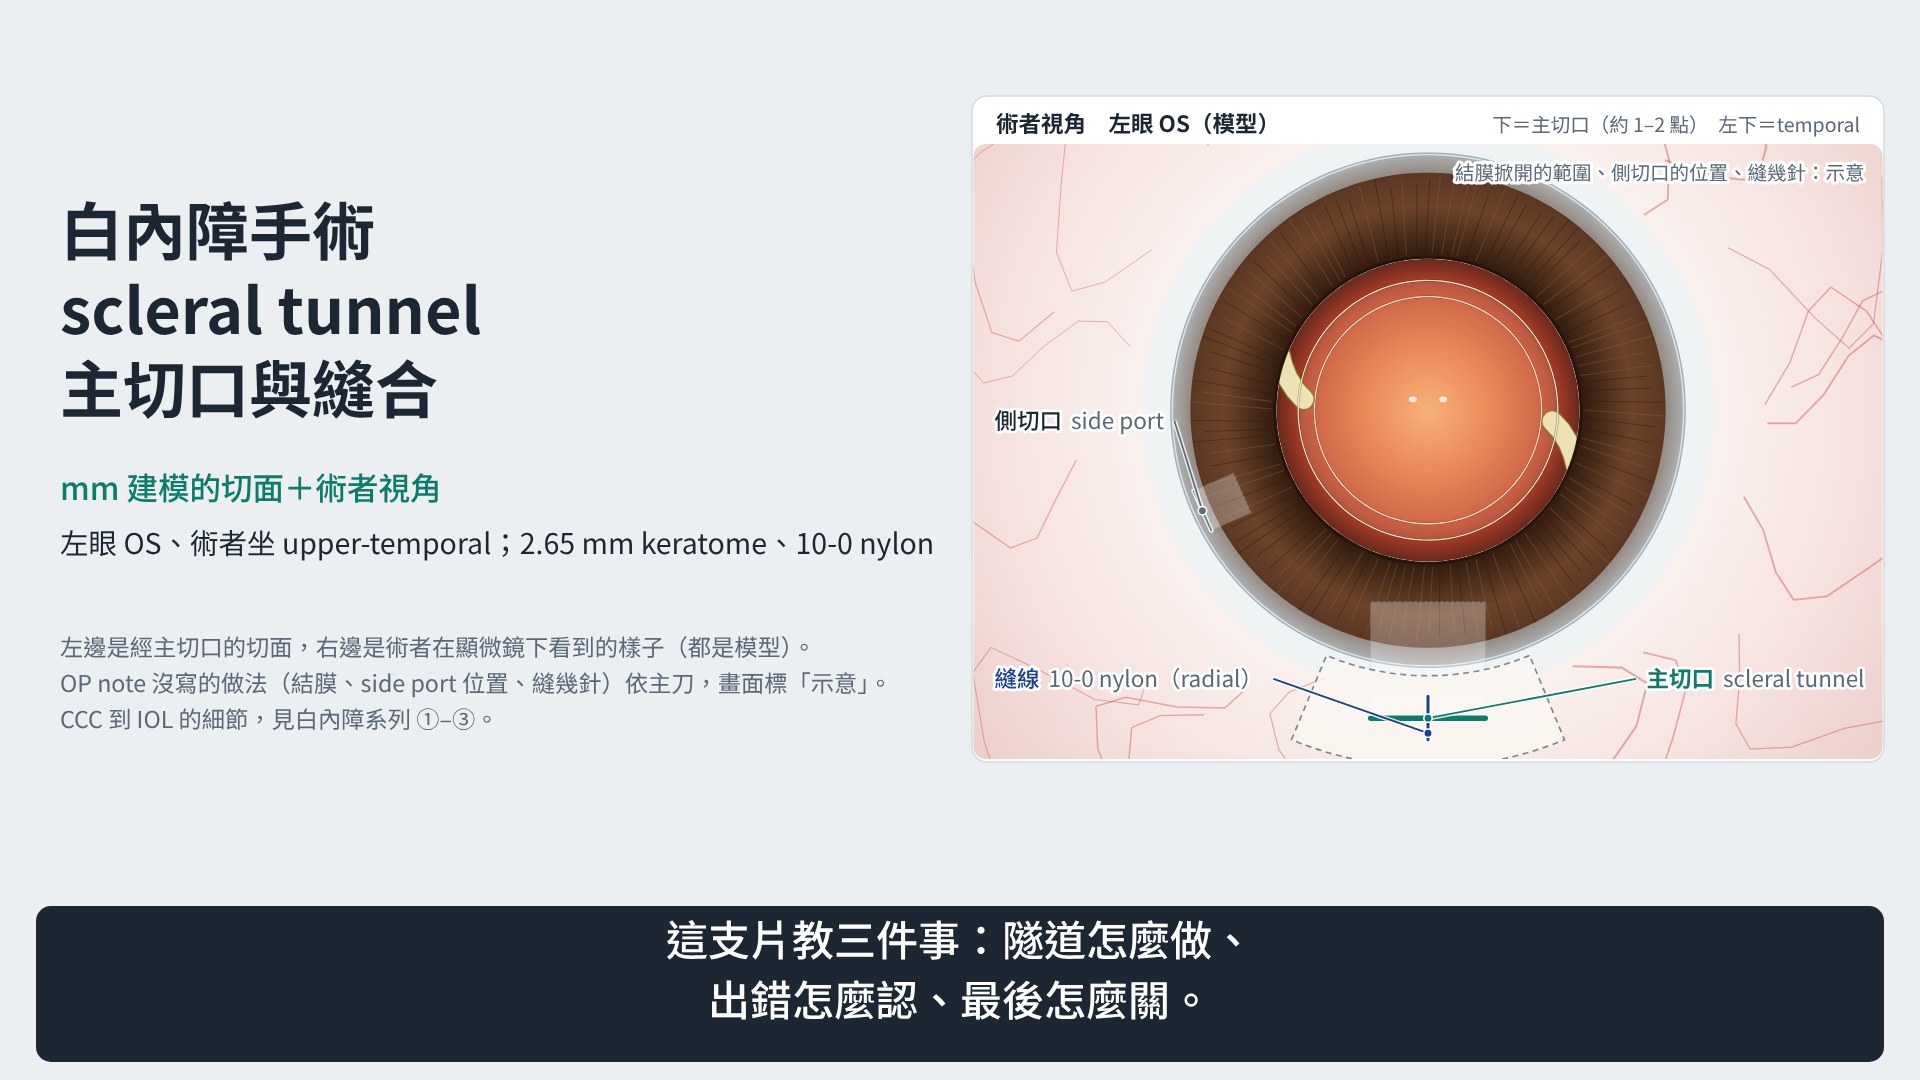 白內障手術
scleral tunnel
主切口與縫合
mm 建模的切面＋術者視角
左眼 OS、術者坐 upper-temporal；2.65 mm keratome、10-0 nylon
左邊是經主切口的切面，右邊是術者在顯微鏡下看到的樣子（都是模型）。
OP note 沒寫的做法（結膜、side port 位置、縫幾針）依主刀，畫面標「示意」。
CCC 到 IOL 的細節，見白內障系列 ①–③。
術者視角　左眼 OS（模型）
下＝主切口（約 1–2 點）　左下＝temporal
結膜掀開的範圍、側切口的位置、縫幾針：示意
側切口 side port
縫線 10-0 nylon（radial）
主切口 scleral tunnel
這支片教三件事：隧道怎麼做、
出錯怎麼認、最後怎麼關。